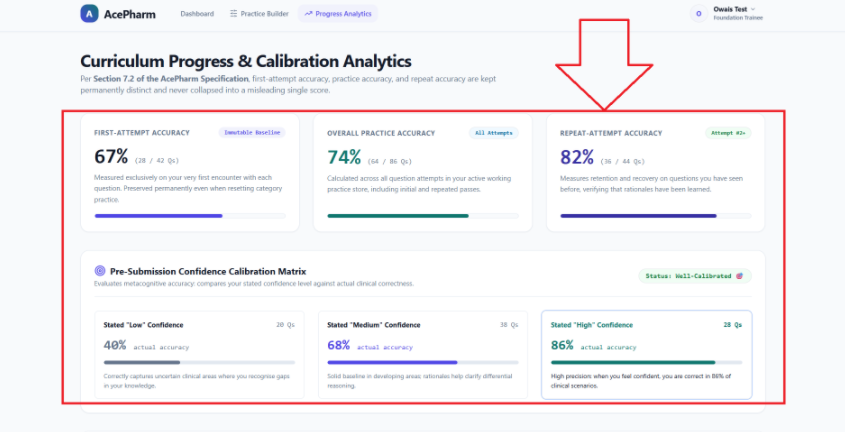 A AcePharm Dashboard Practice Builder Progress Analytics O Owais Test
Foundation Trainee
Curriculum Progress & Calibration Analytics
Per Section 7.2 of the AcePharm Specification, first-attempt accuracy, practice accuracy, and repeat accuracy are kept
permanently distinct and never collapsed into a misleading single score.
FIRST-ATTEMPT ACCURACY Immutable Baseline
67% (28 / 42 Qs)
Measured exclusively on your very first encounter with each
question. Preserved permanently even when resetting category
practice.
OVERALL PRACTICE ACCURACY All Attempts
74% (64 / 86 Qs)
Calculated across all question attempts in your active working
practice store, including initial and repeated passes.
REPEAT-ATTEMPT ACCURACY Attempt #2+
82% (36 / 44 Qs)
Measures retention and recovery on questions you have seen
before, verifying that rationales have been learned.
Pre-Submission Confidence Calibration Matrix
Evaluates metacognitive accuracy: compares your stated confidence level against actual clinical correctness.
Status: Well-Calibrated
Stated "Low" Confidence 20 Qs
40% actual accuracy
Correctly captures uncertain clinical areas where you recognise gaps
in your knowledge.
Stated "Medium" Confidence 38 Qs
68% actual accuracy
Solid baseline in developing areas; rationales help clarify differential
reasoning.
Stated "High" Confidence 28 Qs
86% actual accuracy
High precision: when you feel confident, you are correct in 86% of
clinical scenarios.